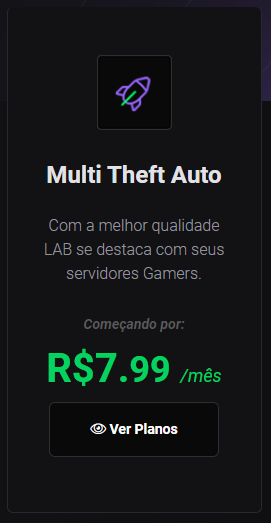 Multi Theft Auto
Com a melhor qualidade
LAB se destaca com seus
servidores Gamers.
Começando por:
R$7.99 /mês
Ver Planos